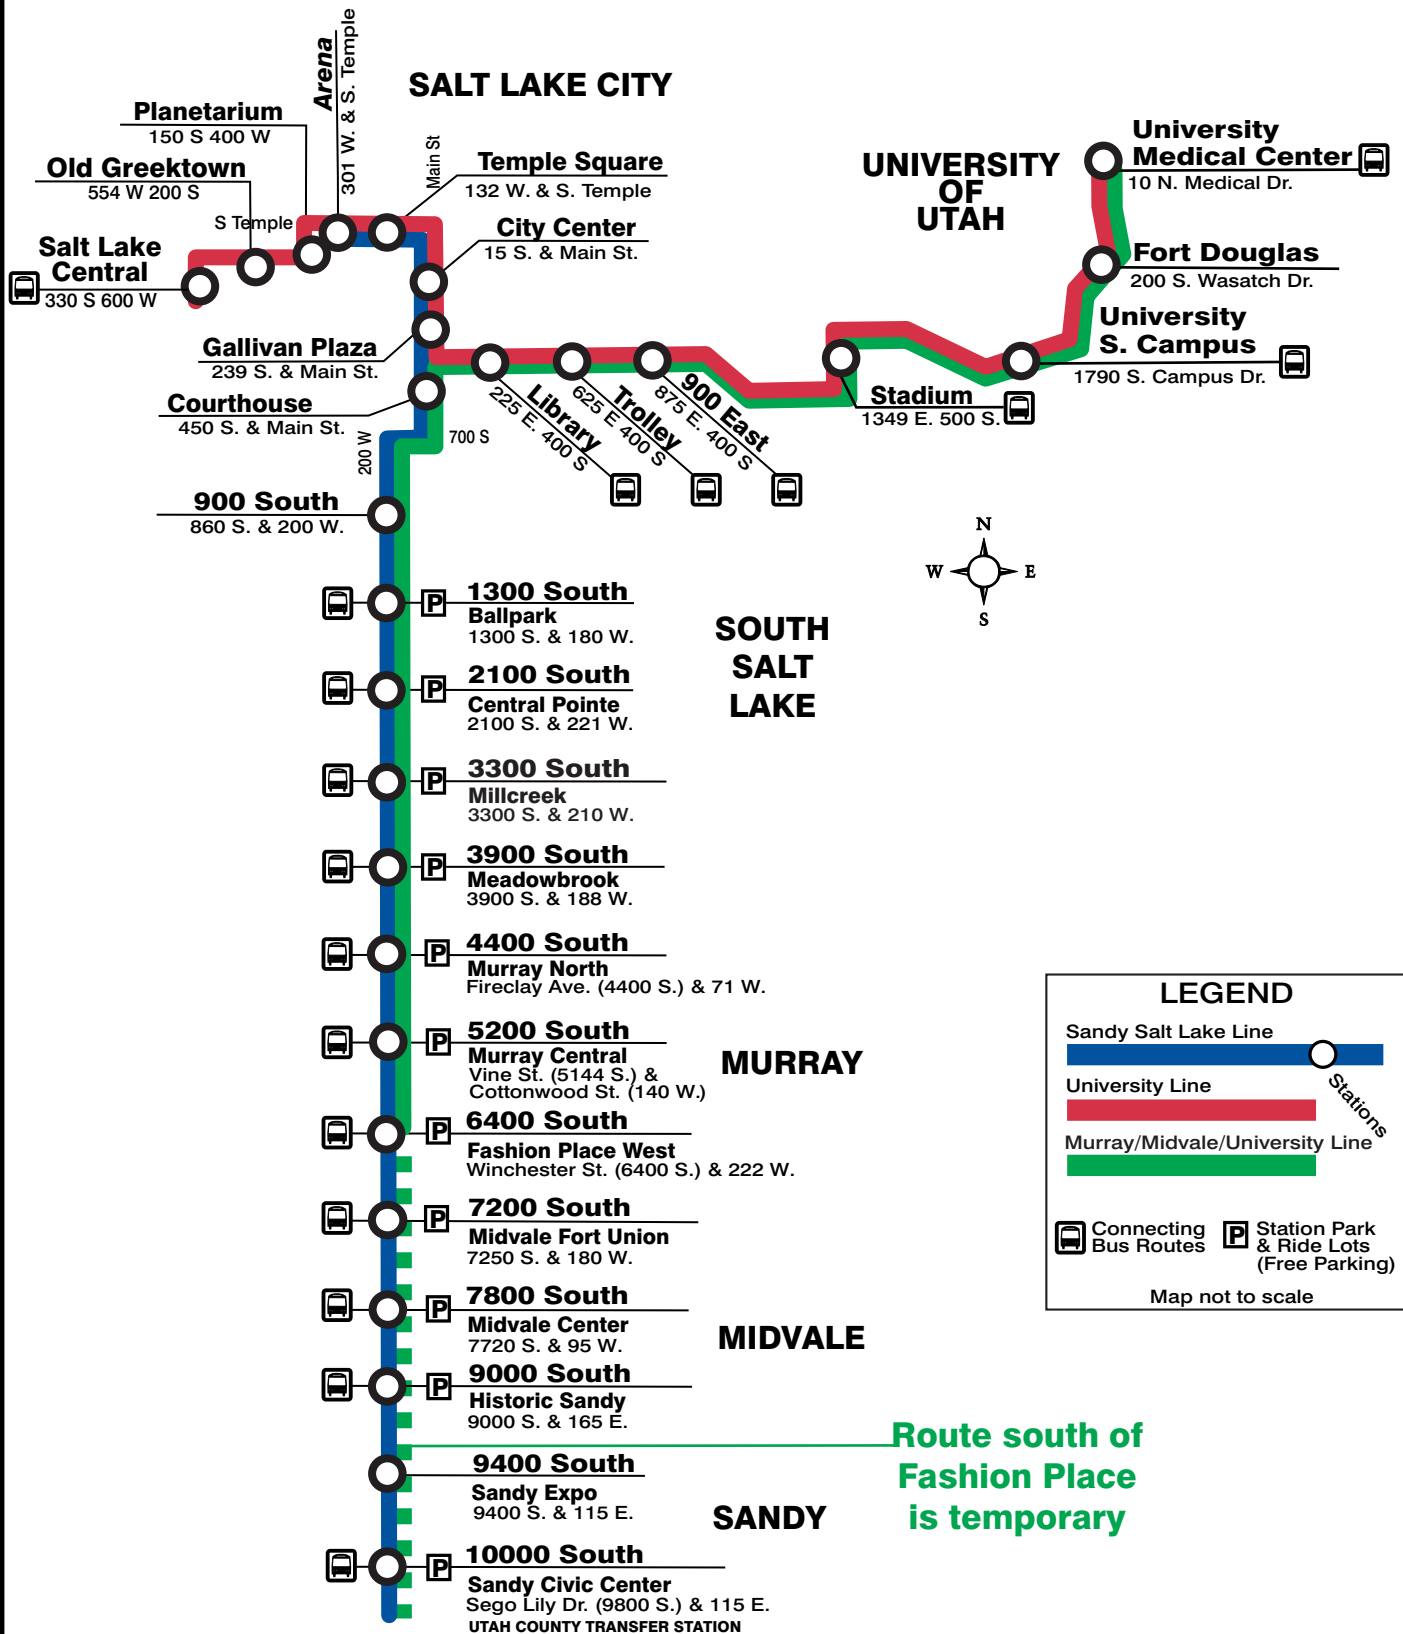 SALT LAKE CITY
Arena
301 W. & S. Temple
Planetarium
150 S 400 W
Old Greektown
554 W 200 S
S Temple
Salt Lake
Central
330 S 600 W
Main St
Temple Square
132 W. & S. Temple
City Center
15 S. & Main St.
Gallivan Plaza
239 S. & Main St.
Courthouse
450 S. & Main St.
200 W
700 S
Library
225 E. 400 S
Trolley
625 E 400 S
900 East
875 E. 400 S
Stadium
1349 E. 500 S.
UNIVERSITY
OF
UTAH
University
Medical Center
10 N. Medical Dr.
Fort Douglas
200 S. Wasatch Dr.
University
S. Campus
1790 S. Campus Dr.
900 South
860 S. & 200 W.
N
W
E
S
P
1300 South
Ballpark
1300 S. & 180 W.
SOUTH
SALT
LAKE
P
2100 South
Central Pointe
2100 S. & 221 W.
P
3300 South
Millcreek
3300 S. & 210 W.
P
3900 South
Meadowbrook
3900 S. & 188 W.
P
4400 South
Murray North
Fireclay Ave. (4400 S.) & 71 W.
P
5200 South
Murray Central
Vine St. (5144 S.) &
Cottonwood St. (140 W.)
MURRAY
P
6400 South
Fashion Place West
Winchester St. (6400 S.) & 222 W.
P
7200 South
Midvale Fort Union
7250 S. & 180 W.
P
7800 South
Midvale Center
7720 S. & 95 W.
MIDVALE
P
9000 South
Historic Sandy
9000 S. & 165 E.
Route south of
Fashion Place
is temporary
9400 South
Sandy Expo
9400 S. & 115 E.
SANDY
P
10000 South
Sandy Civic Center
Sego Lily Dr. (9800 S.) & 115 E.
UTAH COUNTY TRANSFER STATION
LEGEND
Sandy Salt Lake Line
Stations
University Line
Murray/Midvale/University Line
Connecting
Bus Routes
P
Station Park
& Ride Lots
(Free Parking)
Map not to scale